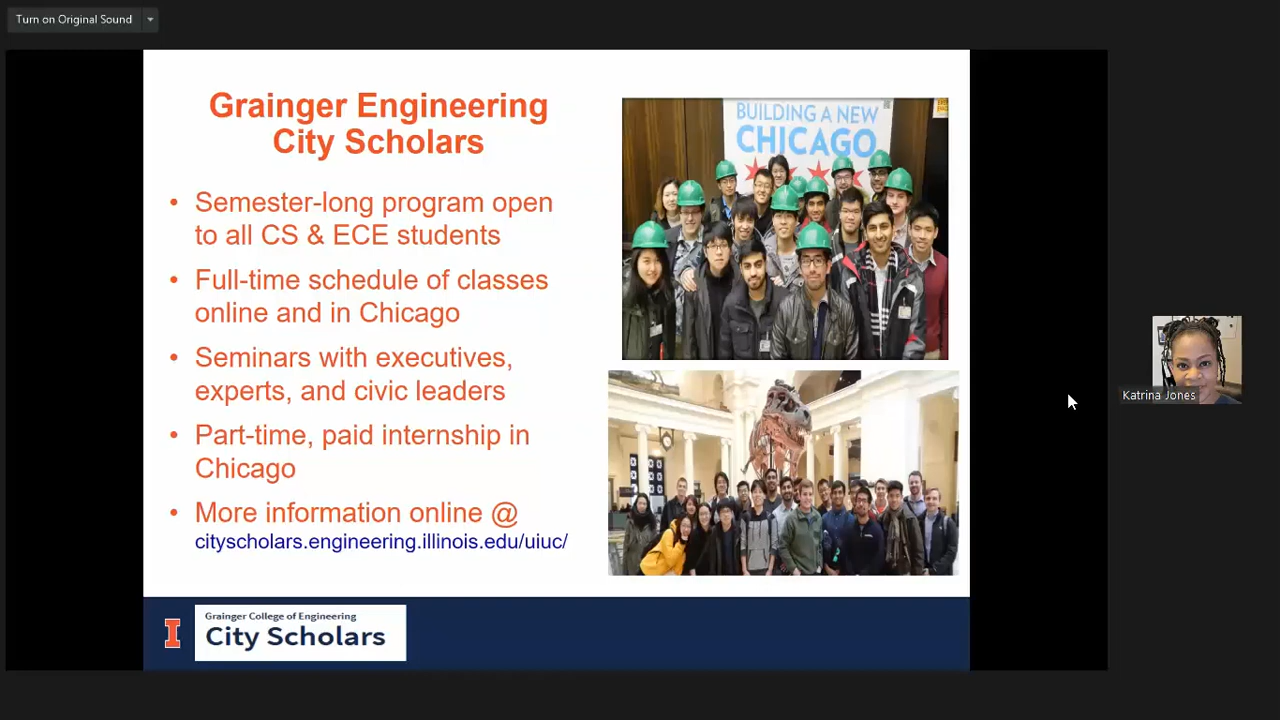 Turn on Original Sound
Grainger Engineering
City Scholars
• Semester-long program open
to all CS & ECE students
• Full-time schedule of classes
online and in Chicago
• Seminars with executives,
experts, and civic leaders
• Part-time, paid internship in
Chicago
• More information online @
cityscholars.engineering.illinois.edu/uiuc/
BUILDING A NEW
CHICAGO
Katrina Jones
I
Grainger College of Engineering
City Scholars